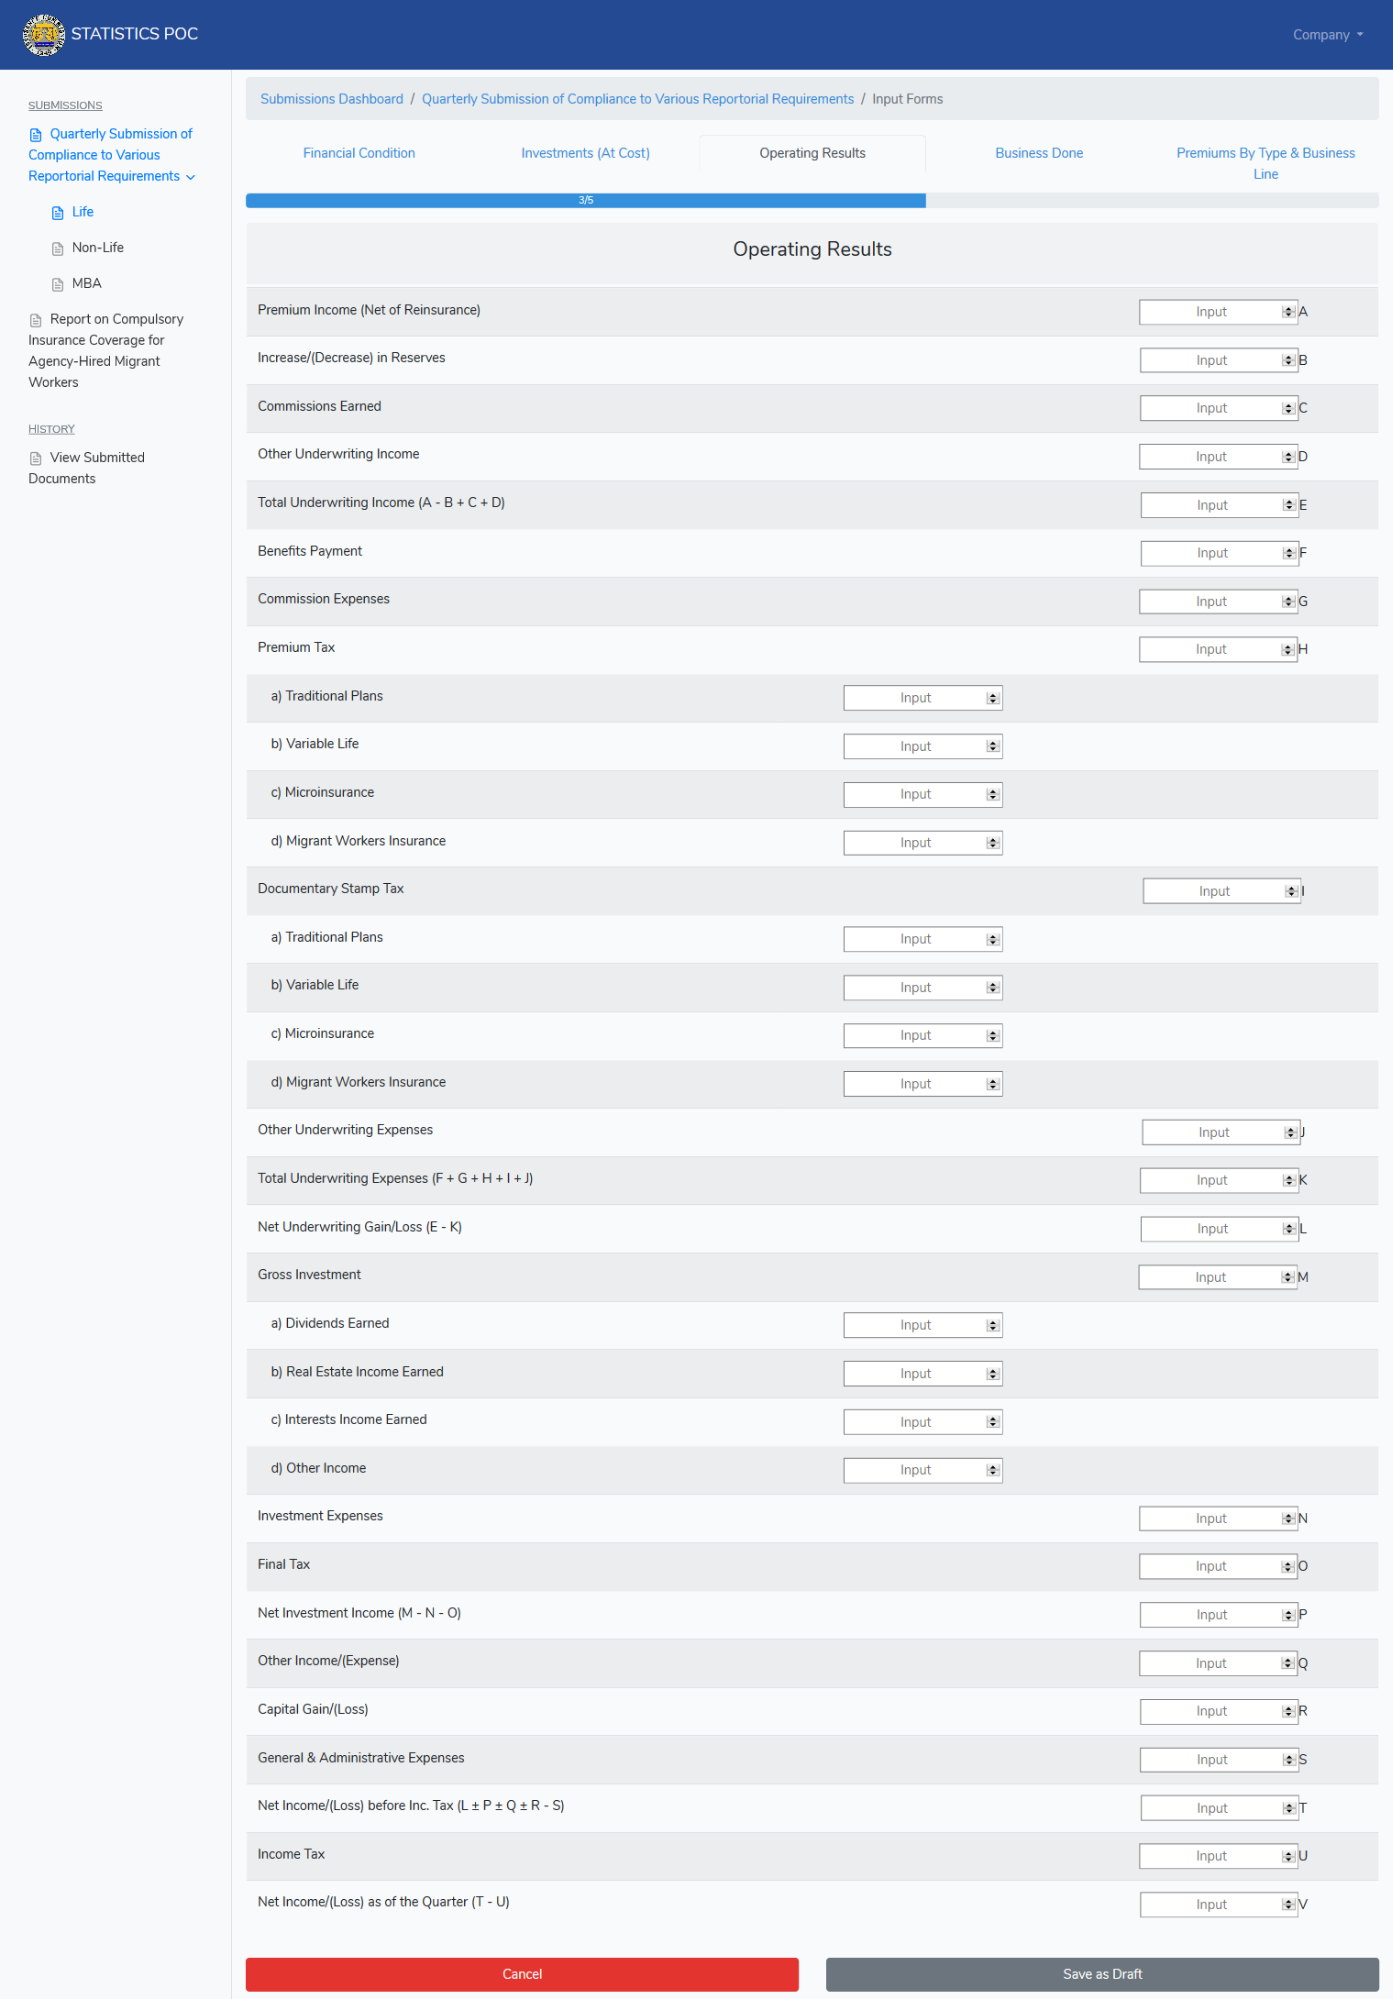 STATISTICS POC
Company
SUBMISSIONS
Quarterly Submission of
Compliance to Various
Reportorial Requirements
Life
Non-Life
MBA
Report on Compulsory
Insurance Coverage for
Agency-Hired Migrant
Workers
HISTORY
View Submitted
Documents
Submissions Dashboard / Quarterly Submission of Compliance to Various Reportorial Requirements / Input Forms
Financial Condition
Investments (At Cost)
Operating Results
Business Done
Premiums By Type & Business
Line
3/5
Operating Results
Premium Income (Net of Reinsurance) Input A
Increase/(Decrease) in Reserves Input B
Commissions Earned Input C
Other Underwriting Income Input D
Total Underwriting Income (A - B + C + D) Input E
Benefits Payment Input F
Commission Expenses Input G
Premium Tax Input H
a) Traditional Plans Input
b) Variable Life Input
c) Microinsurance Input
d) Migrant Workers Insurance Input
Documentary Stamp Tax Input I
a) Traditional Plans Input
b) Variable Life Input
c) Microinsurance Input
d) Migrant Workers Insurance Input
Other Underwriting Expenses Input J
Total Underwriting Expenses (F + G + H + I + J) Input K
Net Underwriting Gain/Loss (E - K) Input L
Gross Investment Input M
a) Dividends Earned Input
b) Real Estate Income Earned Input
c) Interests Income Earned Input
d) Other Income Input
Investment Expenses Input N
Final Tax Input O
Net Investment Income (M - N - O) Input P
Other Income/(Expense) Input Q
Capital Gain/(Loss) Input R
General & Administrative Expenses Input S
Net Income/(Loss) before Inc. Tax (L ± P ± Q ± R - S) Input T
Income Tax Input U
Net Income/(Loss) as of the Quarter (T - U) Input V
Cancel
Save as Draft